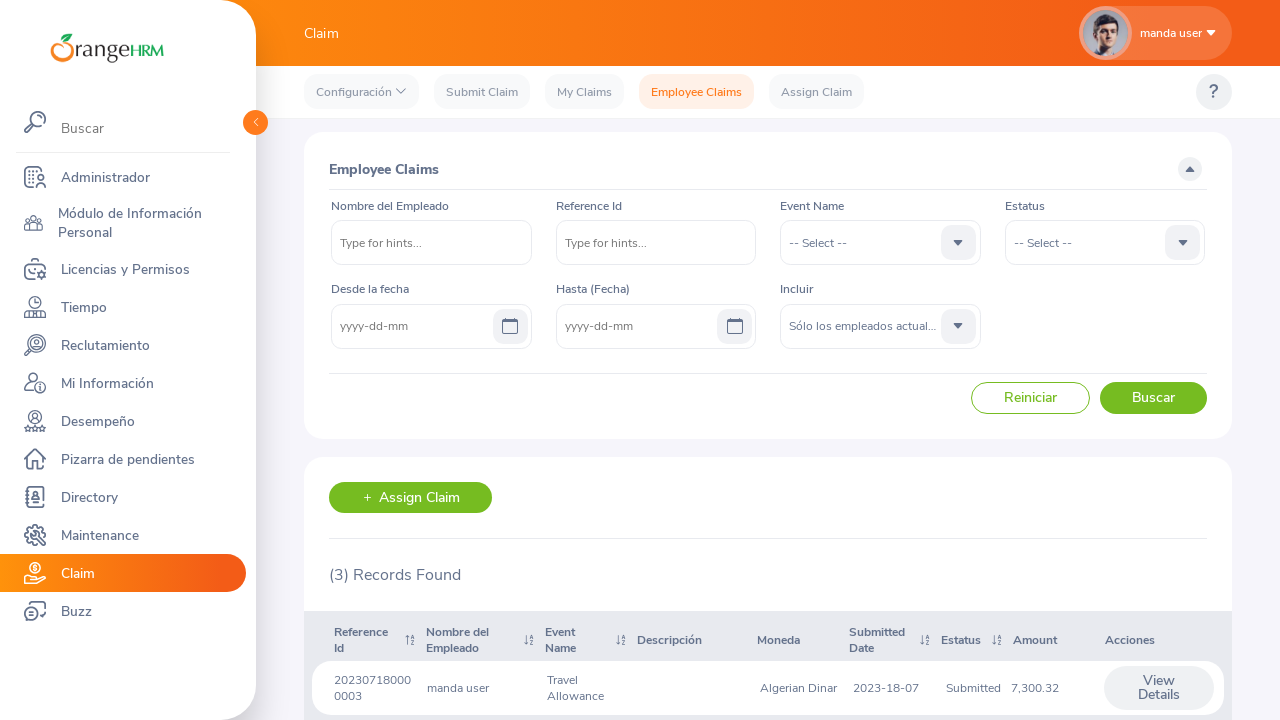 OrangeHRM
Buscar
Administrador
Módulo de Información
Personal
Licencias y Permisos
Tiempo
Reclutamiento
Mi Información
Desempeño
Pizarra de pendientes
Directory
Maintenance
Claim
Buzz
Claim
manda user
Configuración
Submit Claim
My Claims
Employee Claims
Assign Claim
?
Employee Claims
Nombre del Empleado
Reference Id
Event Name
Estatus
Type for hints...
Type for hints...
-- Select --
-- Select --
Desde la fecha
Hasta (Fecha)
Incluir
yyyy-dd-mm
yyyy-dd-mm
Sólo los empleados actual...
Reiniciar
Buscar
+ Assign Claim
(3) Records Found
Reference
Id
Nombre del
Empleado
Event
Name
Descripción
Moneda
Submitted
Date
Estatus
Amount
Acciones
20230718000
0003
manda user
Travel
Allowance
Algerian Dinar
2023-18-07
Submitted
7,300.32
View
Details